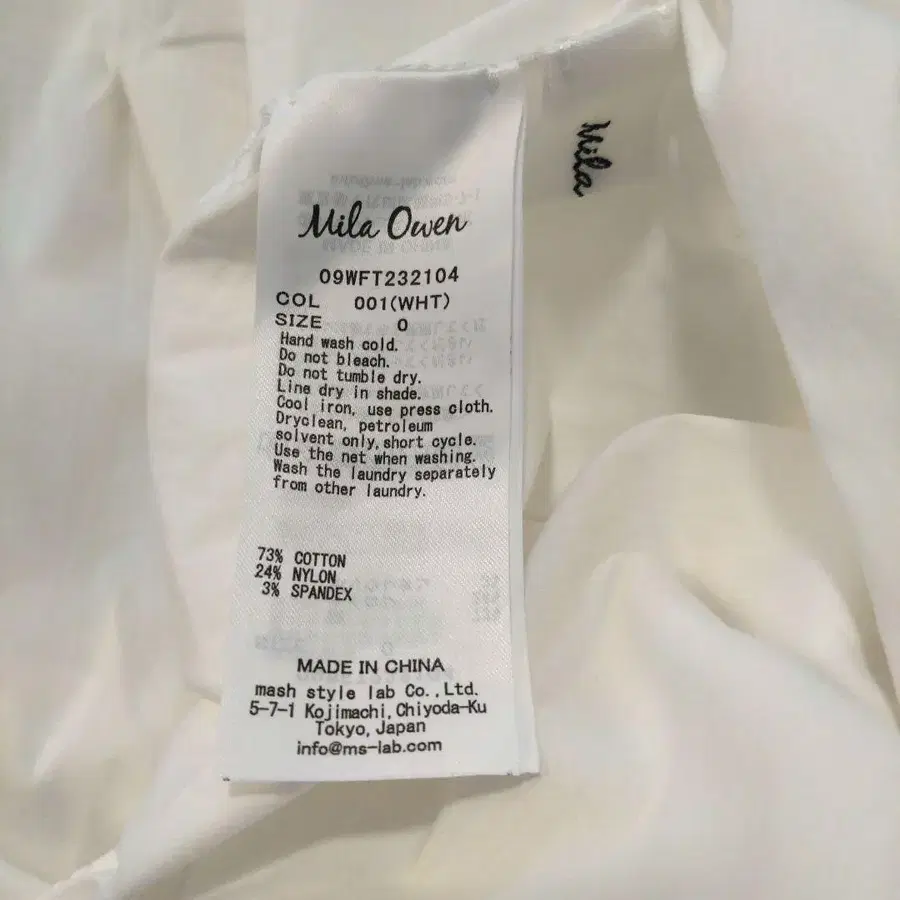 Mila Owen
09WFT232104
COL 001(WHT)
SIZE 0
Hand wash cold.
Do not bleach.
Do not tumble dry.
Line dry in shade.
Cool iron, use press cloth.
Dryclean, petroleum
solvent only, short cycle.
Use the net when washing.
Wash the laundry separately
from other laundry.
73% COTTON
24% NYLON
3% SPANDEX
MADE IN CHINA
mash style lab Co.,Ltd.
5-7-1 Kojimachi, Chiyoda-Ku
Tokyo, Japan
info@ms-lab.com
Mila